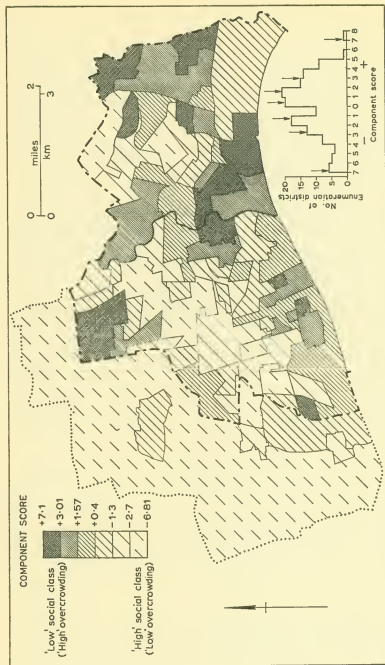 COMPONENT SCORE
'Low' social class
('High' overcrowding)
+7·1
+3·01
+1·57
+0·4
-1·3
-2·7
-6·81
'High' social class
('Low' overcrowding)
miles
0 2
0 3
km
No. of
Enumeration districts
20
15
10
5
0
7 6 5 4 3 2 1 0 1 2 3 4 5 6 7 8
- +
Component score